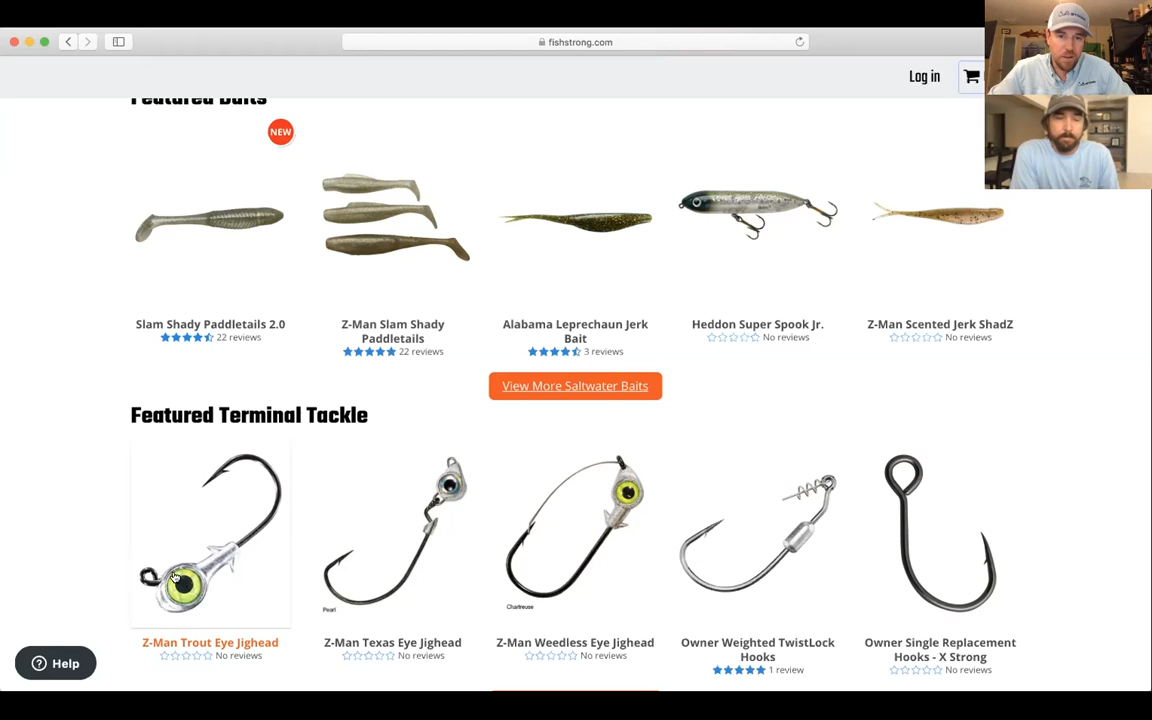 fishstrong.com
Log in
Featured Baits
NEW
Slam Shady Paddletails 2.0
22 reviews
Z-Man Slam Shady
Paddletails
22 reviews
Alabama Leprechaun Jerk
Bait
3 reviews
Heddon Super Spook Jr.
No reviews
Z-Man Scented Jerk ShadZ
No reviews
View More Saltwater Baits
Featured Terminal Tackle
Pearl
Chartreuse
Z-Man Trout Eye Jighead
No reviews
Z-Man Texas Eye Jighead
No reviews
Z-Man Weedless Eye Jighead
No reviews
Owner Weighted TwistLock
Hooks
1 review
Owner Single Replacement
Hooks - X Strong
No reviews
Help